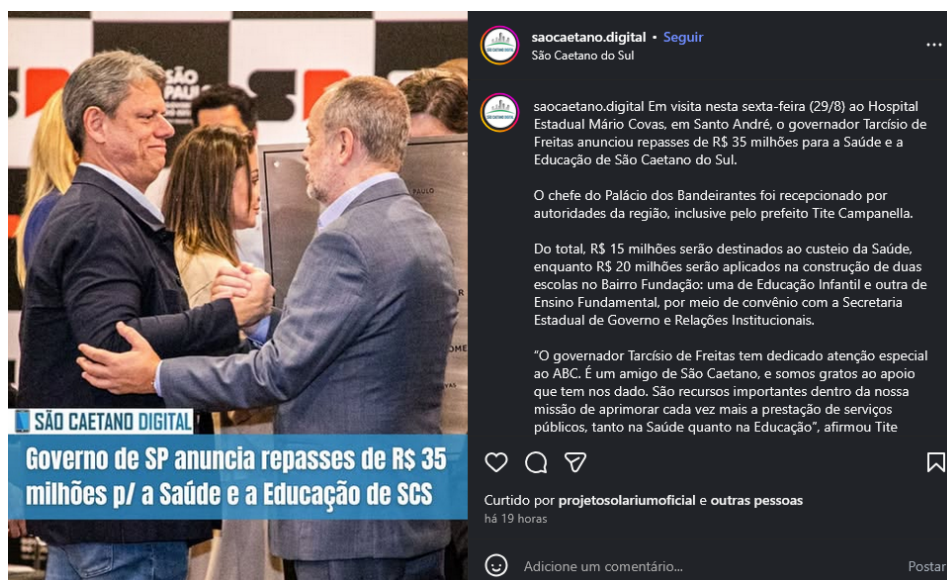 SÃO
PAULO
PAULO
SÃO CAETANO DIGITAL
Governo de SP anuncia repasses de R$ 35
milhões p/ a Saúde e a Educação de SCS
saocaetano.digital • Seguir
São Caetano do Sul
saocaetano.digital Em visita nesta sexta-feira (29/8) ao Hospital
Estadual Mário Covas, em Santo André, o governador Tarcísio de
Freitas anunciou repasses de R$ 35 milhões para a Saúde e a
Educação de São Caetano do Sul.
O chefe do Palácio dos Bandeirantes foi recepcionado por
autoridades da região, inclusive pelo prefeito Tite Campanella.
Do total, R$ 15 milhões serão destinados ao custeio da Saúde,
enquanto R$ 20 milhões serão aplicados na construção de duas
escolas no Bairro Fundação: uma de Educação Infantil e outra de
Ensino Fundamental, por meio de convênio com a Secretaria
Estadual de Governo e Relações Institucionais.
“O governador Tarcísio de Freitas tem dedicado atenção especial
ao ABC. É um amigo de São Caetano, e somos gratos ao apoio
que tem nos dado. São recursos importantes dentro da nossa
missão de aprimorar cada vez mais a prestação de serviços
públicos, tanto na Saúde quanto na Educação”, afirmou Tite
Curtido por projetosolariumoficial e outras pessoas
há 19 horas
Adicione um comentário...
Postar